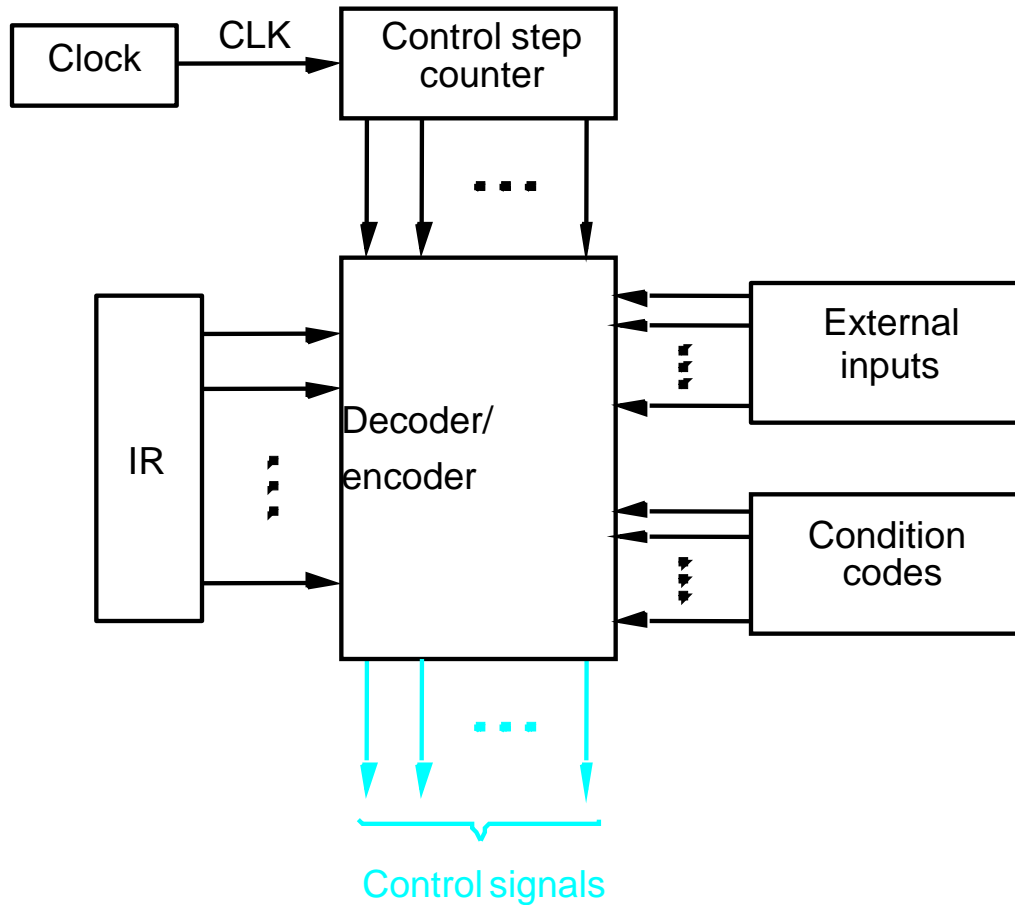 Clock
CLK
Control step
counter
IR
Decoder/
encoder
External
inputs
Condition
codes
Control signals